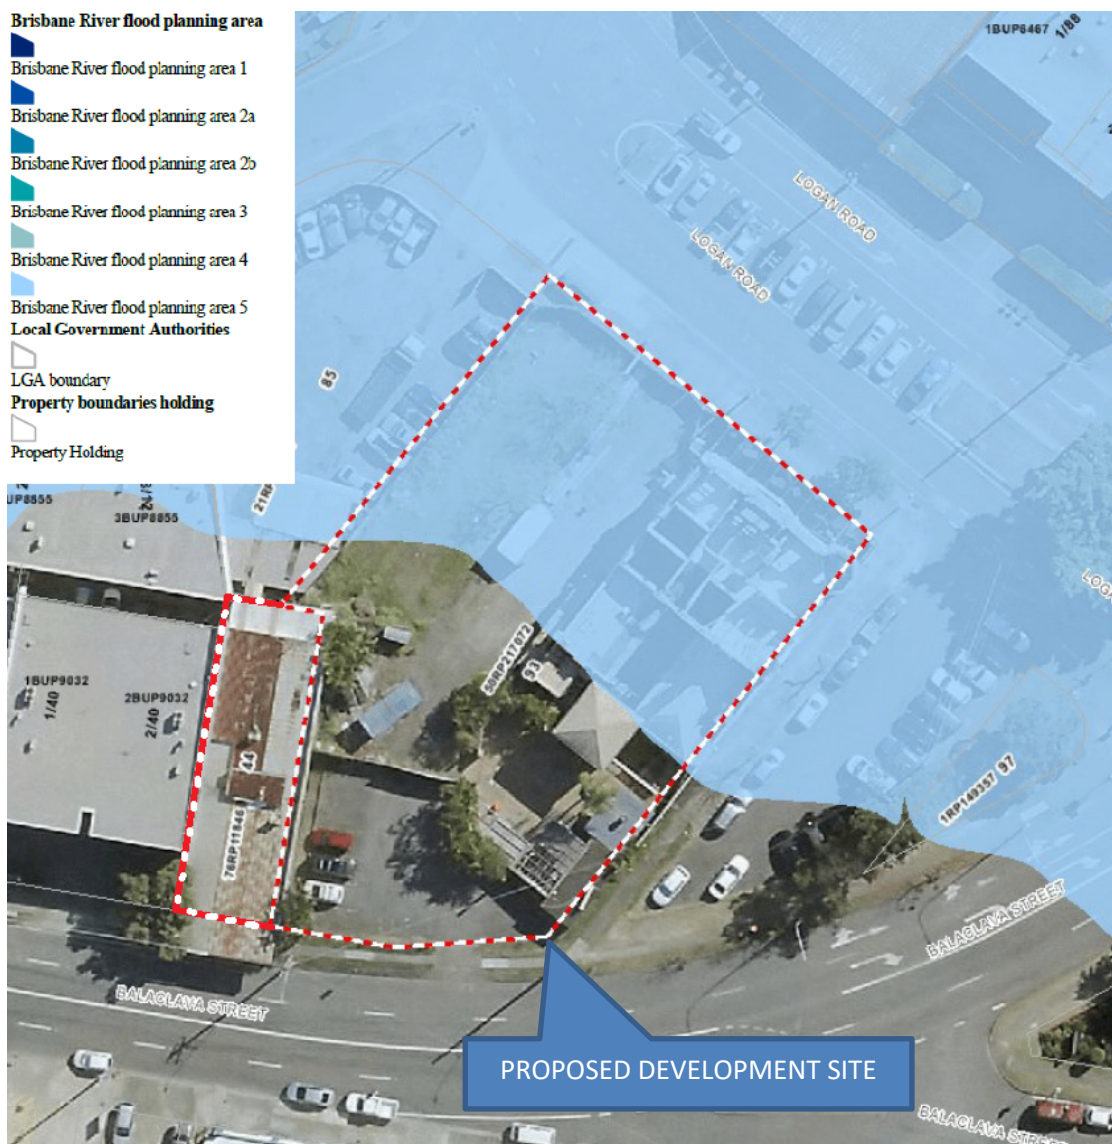 Brisbane River flood planning area
Brisbane River flood planning area 1
Brisbane River flood planning area 2a
Brisbane River flood planning area 2b
Brisbane River flood planning area 3
Brisbane River flood planning area 4
Brisbane River flood planning area 5
Local Government Authorities
LGA boundary
Property boundaries holding
Property Holding
1BUP6467 1/88
LOGAN ROAD
LOGAN ROAD
85
UP8855
3BUP8855
21RP
LOGA
50RP217072
93
1BUP9032
1/40
2BUP9032
2/40
44
76RP11846
1RP149357 97
BALACLAVA STREET
BALACLAVA STREET
PROPOSED DEVELOPMENT SITE
BALACLAVA STREET